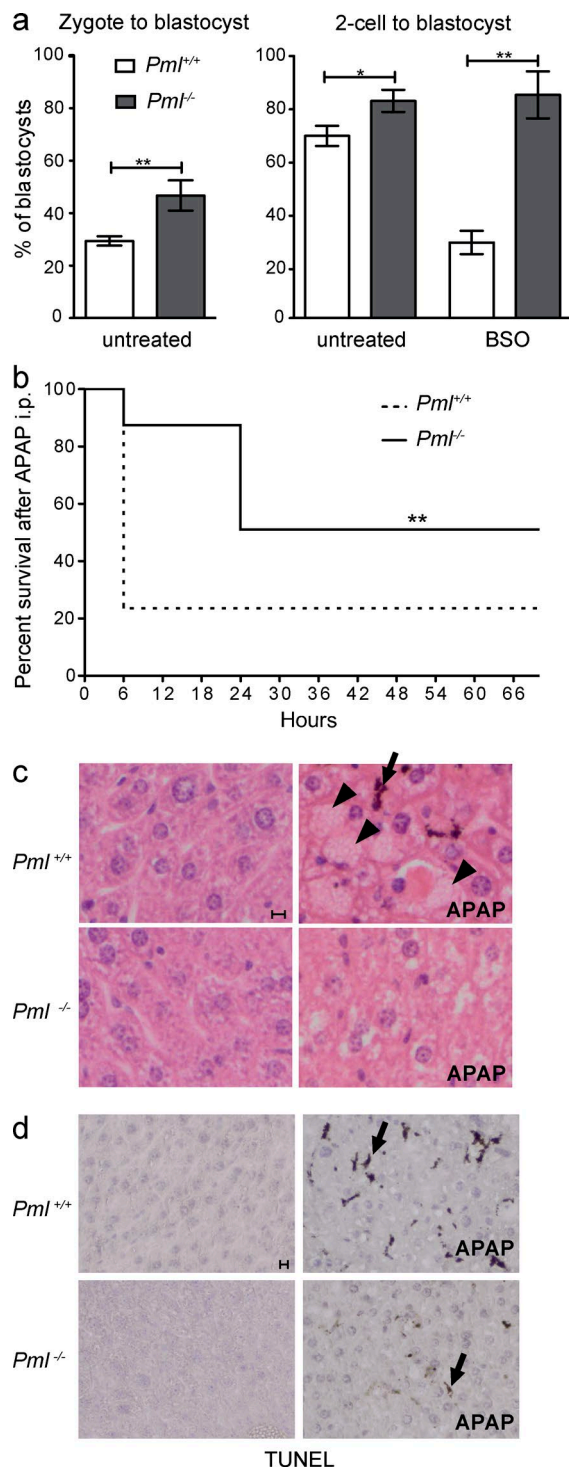 a
Zygote to blastocyst
2-cell to blastocyst
Pml+/+
Pml-/-
% of blastocysts
100
80
60
40
20
0
**
untreated
100
80
60
40
20
0
*
**
untreated
BSO
b
Percent survival after APAP i.p.
100
80
60
40
20
0
Pml+/+
Pml-/-
**
0 6 12 18 24 30 36 42 48 54 60 66
Hours
c
Pml +/+
APAP
Pml -/-
APAP
d
Pml +/+
APAP
Pml -/-
APAP
TUNEL